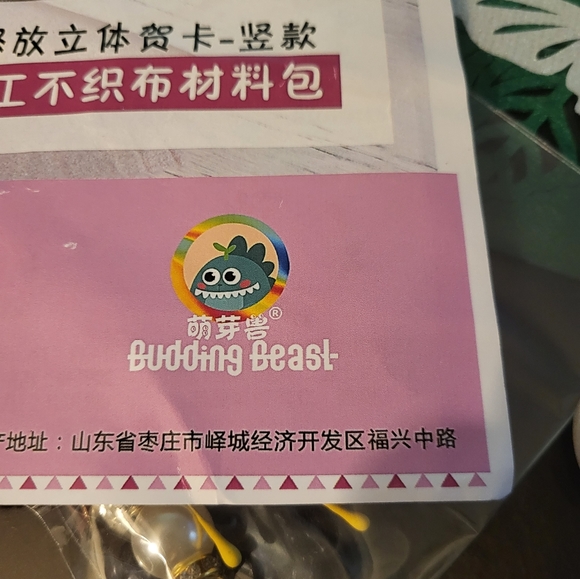 放立体贺卡-竖款
工不织布材料包
萌芽兽®
Budding Beast
地址：山东省枣庄市峄城经济开发区福兴中路